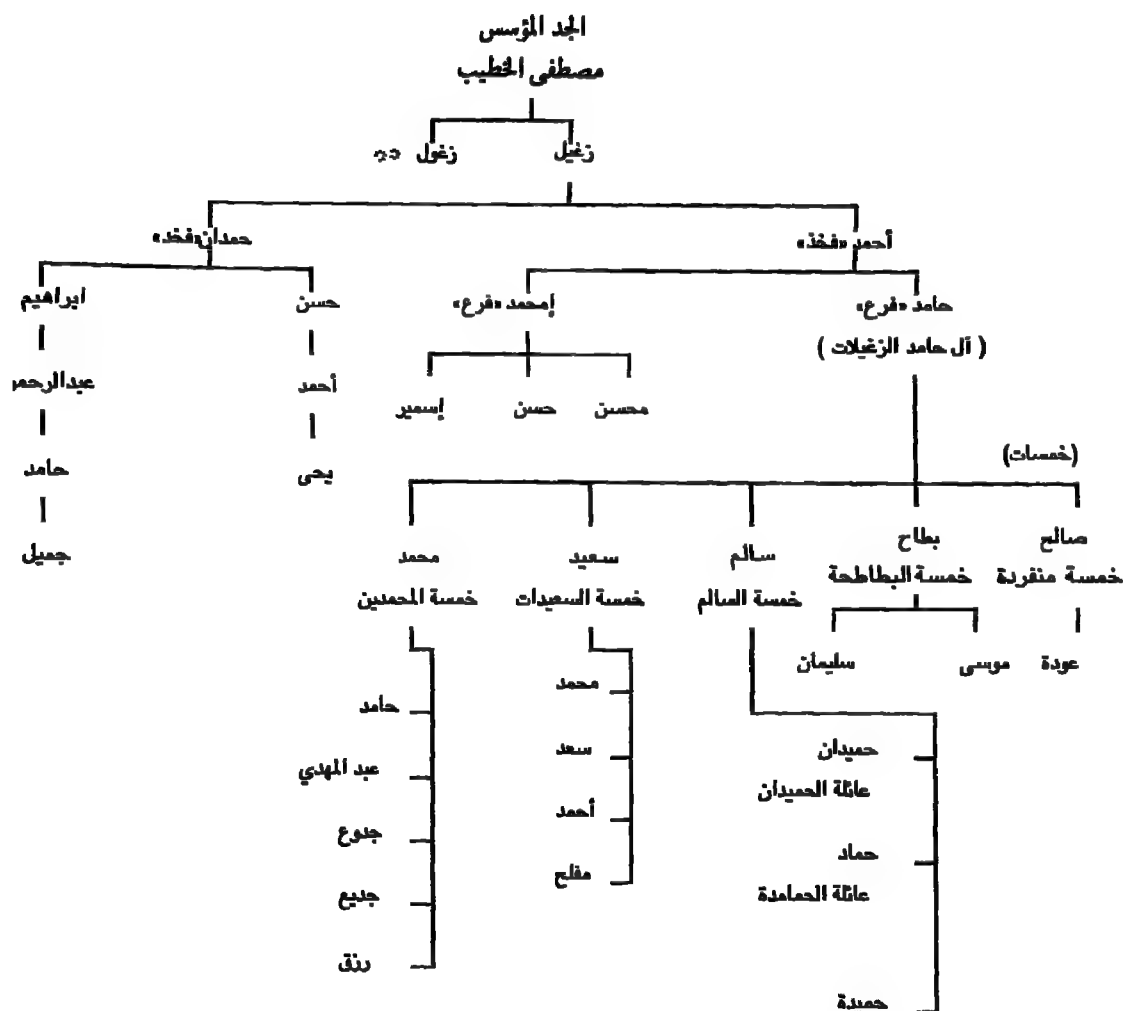 الجد المؤسس
مصطفى الخطيب
زغيل
زغول
أحمد «فخذ»
حمدان «فخد»
حامد «فرع»
إمحمد «فرع»
حسن
ابراهيم
( آل حامد الزغيلات )
محسن
حسن
إسمير
أحمد
عبدالرحمن
يحى
حامد
جميل
(خمسات)
صالح
بطاح
سالم
سعيد
محمد
خمسة منفردة
خمسة البطاطحة
خمسة السالم
خمسة السعيدات
خمسة المحمدين
عودة
موسى
سليمان
حميدان
عائلة الحميدان
حماد
عائلة الحمامدة
حميدة
محمد
سعد
أحمد
مفلح
حامد
عبد المهدي
جدوع
جديع
رزق